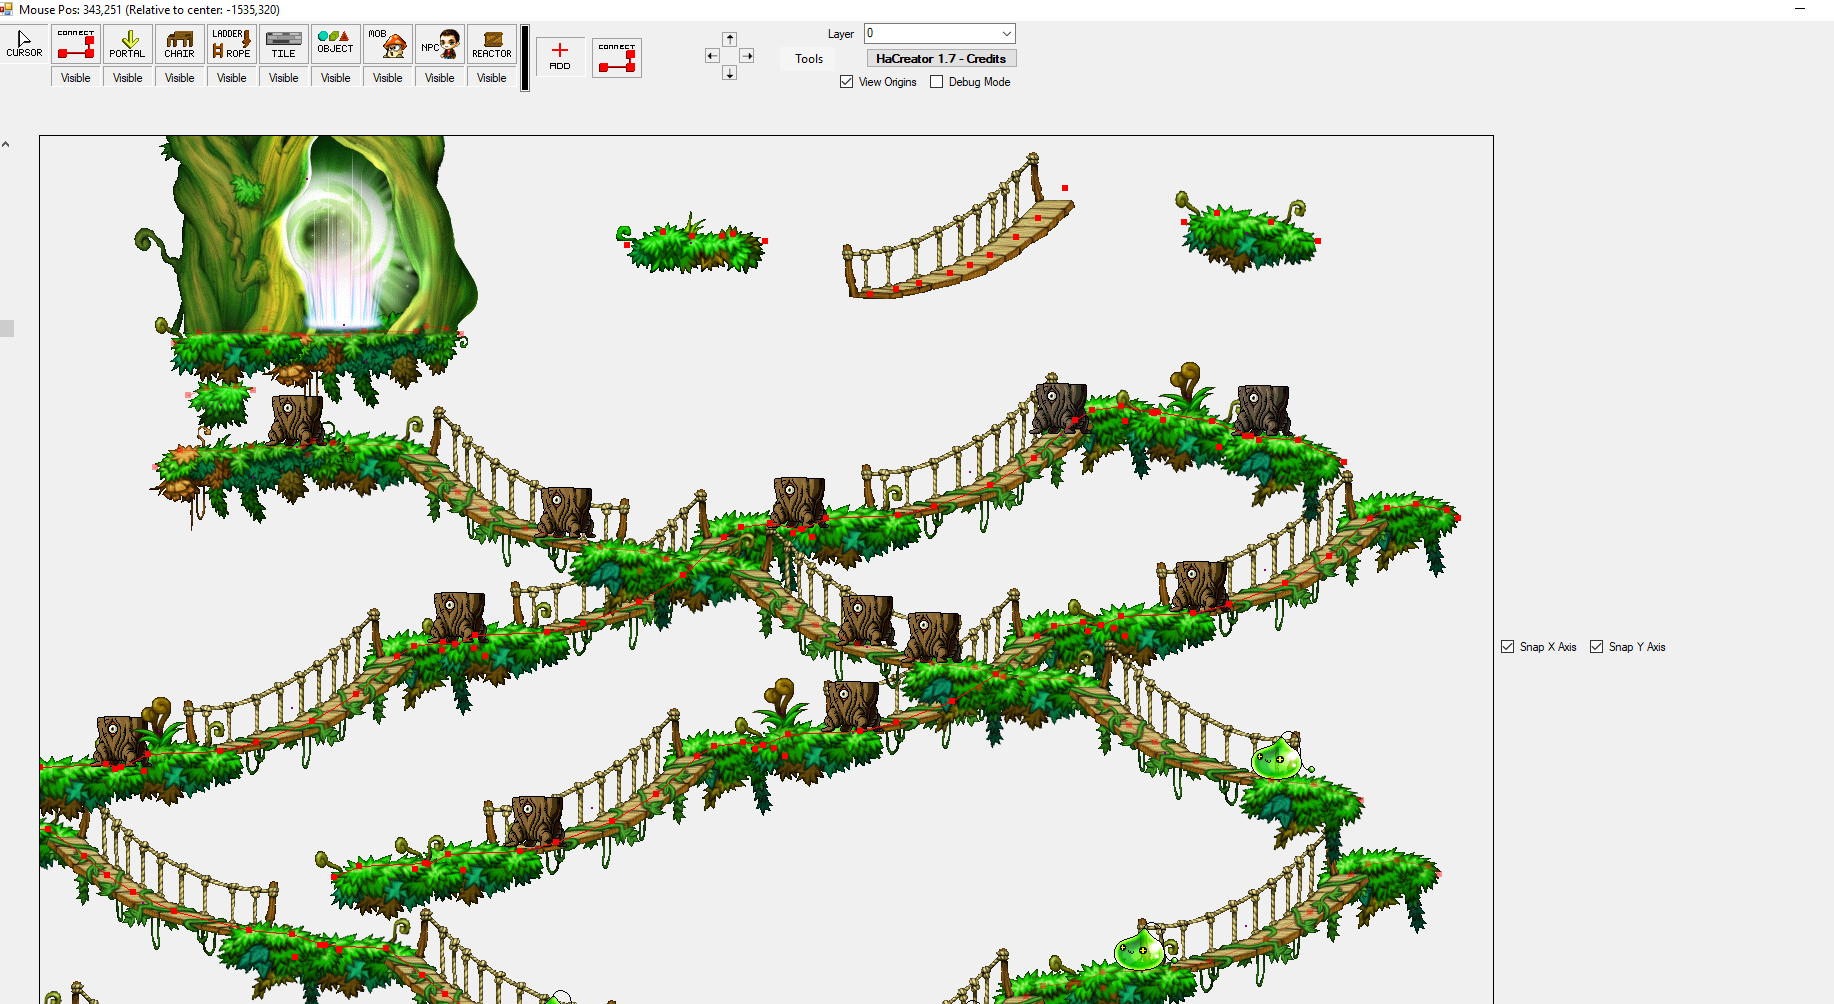 Mouse Pos: 343,251 (Relative to center: -1535,320)
CURSOR
CONNECT
PORTAL
CHAIR
LADDER
ROPE
TILE
OBJECT
MOB
NPC
REACTOR
Visible
Visible
Visible
Visible
Visible
Visible
Visible
Visible
Visible
ADD
CONNECT
Tools
Layer
0
HaCreator 1.7 - Credits
View Origins
Debug Mode
Snap X Axis
Snap Y Axis